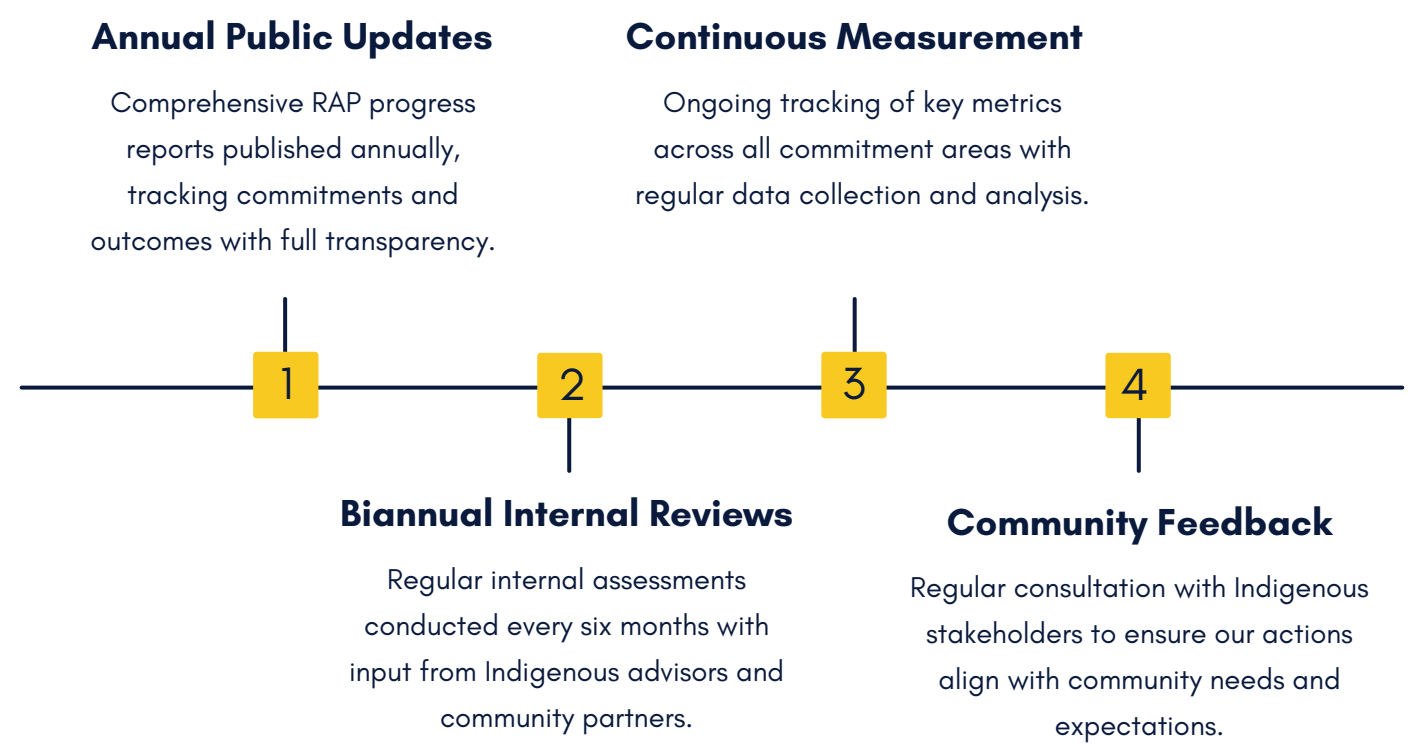 Annual Public Updates
Comprehensive RAP progress
reports published annually,
tracking commitments and
outcomes with full transparency.
Continuous Measurement
Ongoing tracking of key metrics
across all commitment areas with
regular data collection and analysis.
1
2
3
4
Biannual Internal Reviews
Regular internal assessments
conducted every six months with
input from Indigenous advisors and
community partners.
Community Feedback
Regular consultation with Indigenous
stakeholders to ensure our actions
align with community needs and
expectations.